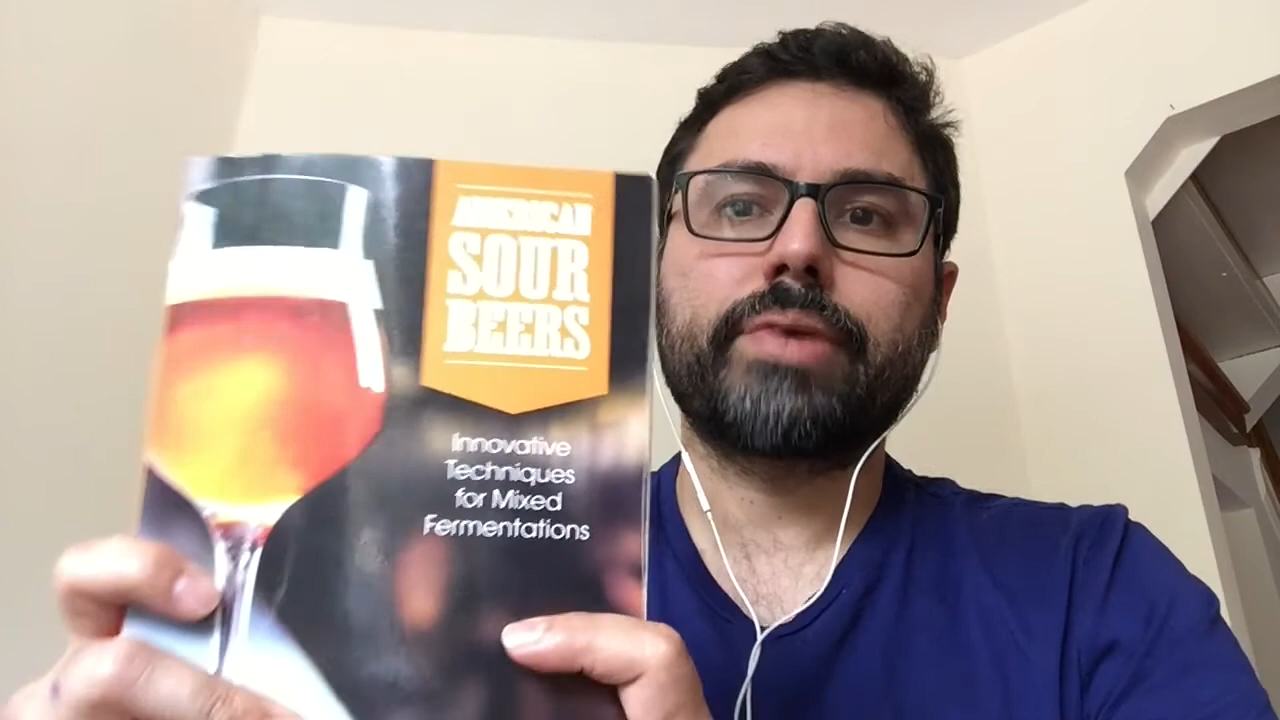 AMERICAN
SOUR
BEERS
Innovative
Techniques
for Mixed
Fermentations